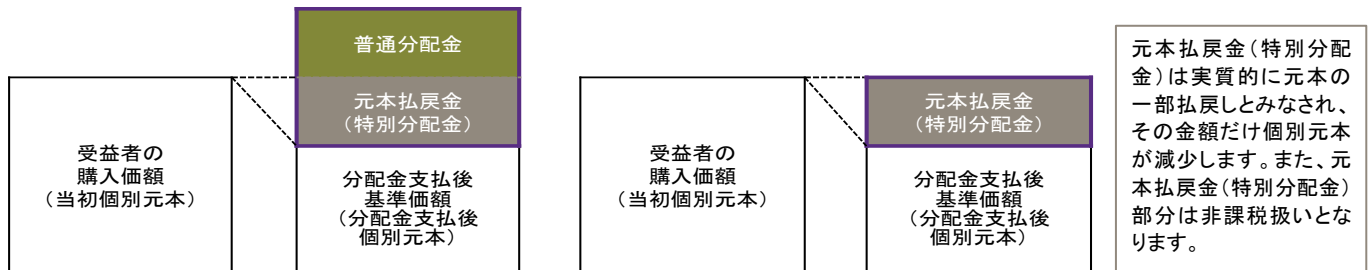 普通分配金
元本払戻金
（特別分配金）
受益者の
購入価額
（当初個別元本）
分配金支払後
基準価額
（分配金支払後
個別元本）
元本払戻金
（特別分配金）
受益者の
購入価額
（当初個別元本）
分配金支払後
基準価額
（分配金支払後
個別元本）
元本払戻金（特別分配
金）は実質的に元本の
一部払戻しとみなされ、
その金額だけ個別元本
が減少します。また、元
本払戻金（特別分配金）
部分は非課税扱いとな
ります。